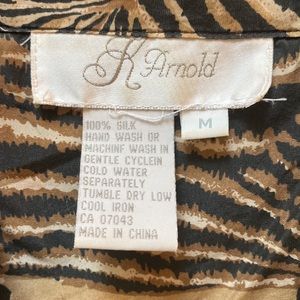 K Arnold
M
100% SILK
HAND WASH OR
MACHINE WASH IN
GENTLE CYCLEIN
COLD WATER
SEPARATELY
TUMBLE DRY LOW
COOL IRON
CA 07043
MADE IN CHINA